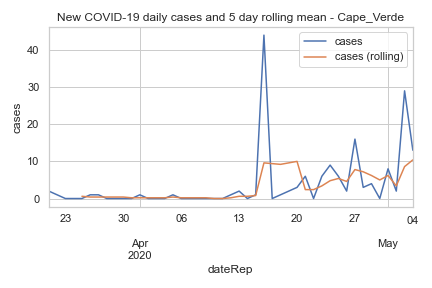 New COVID-19 daily cases and 5 day rolling mean - Cape_Verde
cases
cases (rolling)
cases
40
30
20
10
0
23 30 06 13 20 27 04
Apr May
2020
dateRep